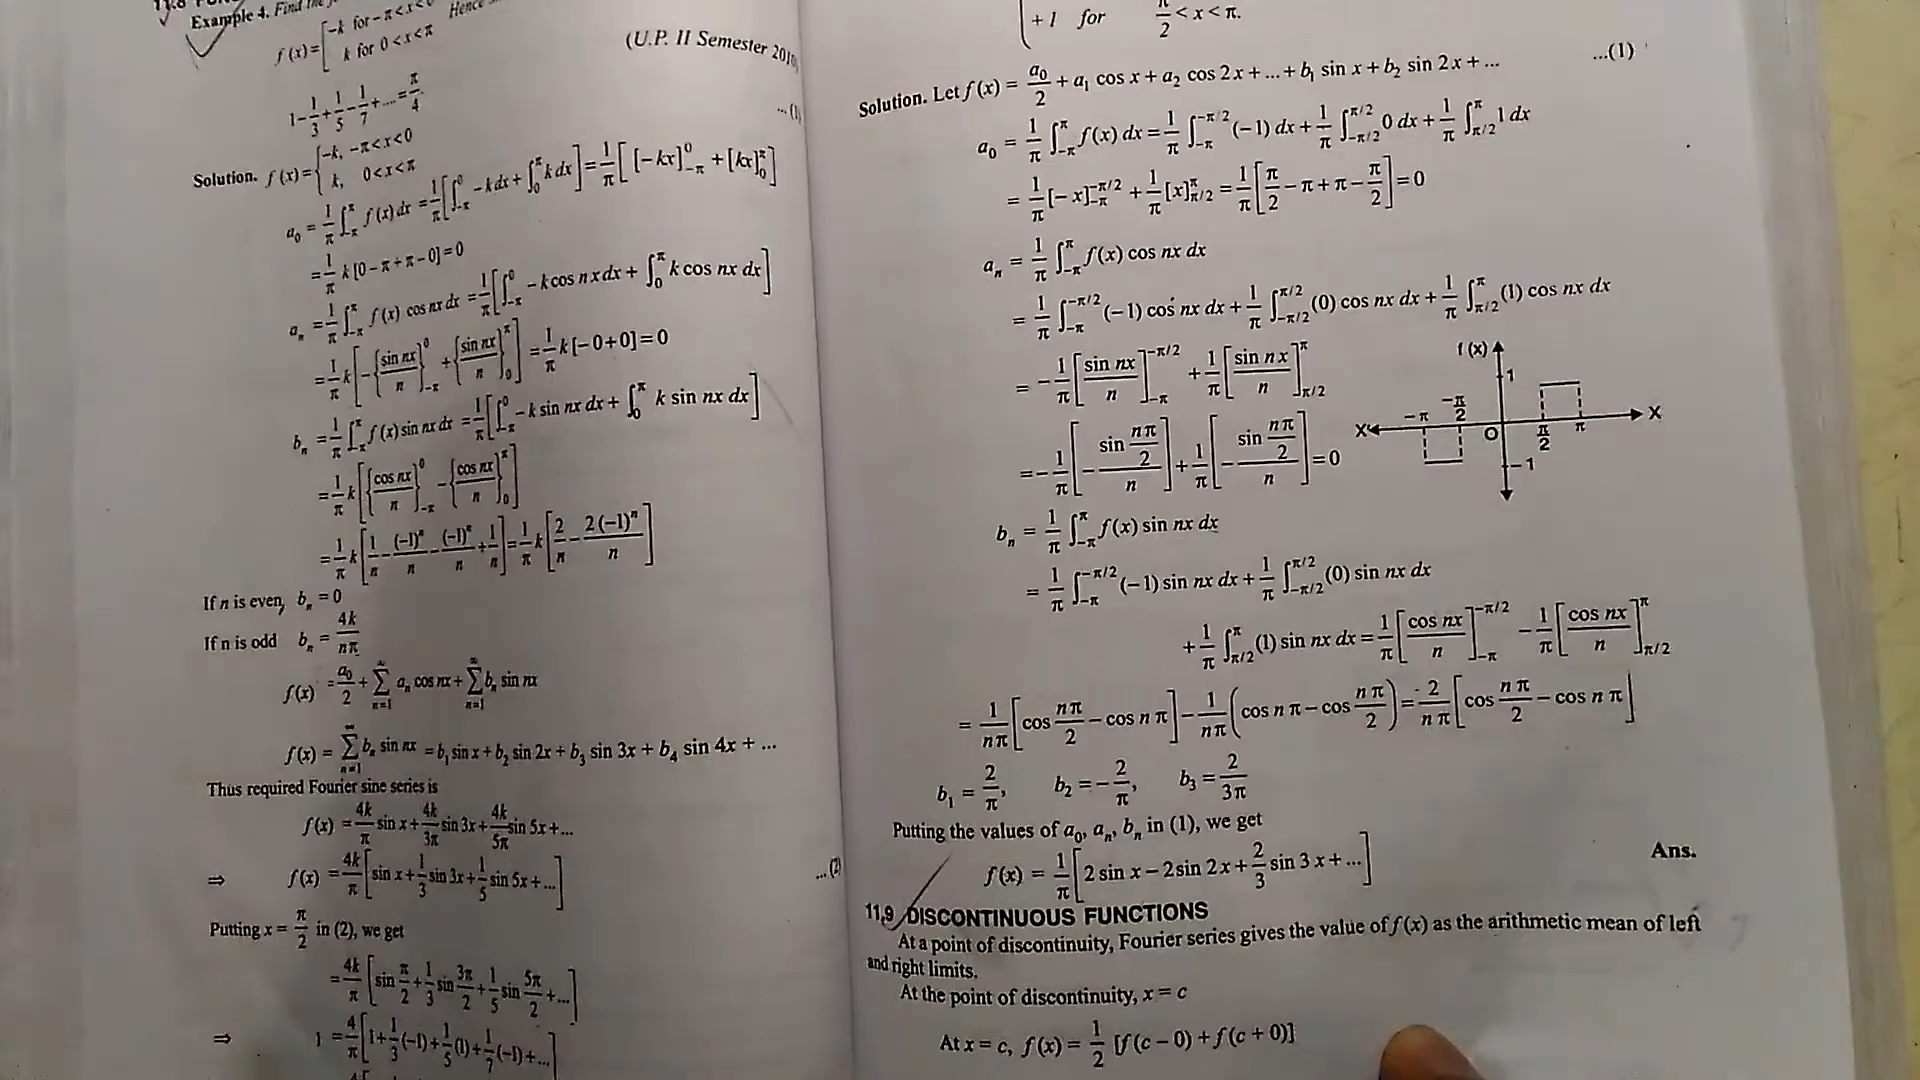 Example 4. Find the
f(x) = [ -k for -π < x < 0
k for 0 < x < π
Hence
(U.P. II Semester 2010)
1 - 1/3 + 1/5 - 1/7 + ... = π/4
...(1)
Solution. f(x) = { -k, -π < x < 0
k, 0 < x < π
a₀ = 1/π ∫_{-π}^{π} f(x) dx = 1/π [∫_{-π}^{0} -k dx + ∫_{0}^{π} k dx] = 1/π [ [-kx]_{-π}^{0} + [kx]_{0}^{π} ]
= 1/π k [0 - π + π - 0] = 0
aₙ = 1/π ∫_{-π}^{π} f(x) cos nx dx = 1/π [∫_{-π}^{0} -k cos nx dx + ∫_{0}^{π} k cos nx dx]
= 1/π k [ -{sin nx / n}_{-π}^{0} + {sin nx / n}_{0}^{π} ] = 1/π k [-0+0] = 0
bₙ = 1/π ∫_{-π}^{π} f(x) sin nx dx = 1/π [∫_{-π}^{0} -k sin nx dx + ∫_{0}^{π} k sin nx dx]
= 1/π k [ {cos nx / n}_{-π}^{0} - {cos nx / n}_{0}^{π} ]
= 1/π k [ 1/n - (-1)ⁿ/n - (-1)ⁿ/n + 1/n ] = 1/π k [ 2/n - 2(-1)ⁿ/n ]
If n is even, bₙ = 0
If n is odd bₙ = 4k/nπ
f(x) = a₀/2 + ∑_{n=1}^{∞} aₙ cos nx + ∑_{n=1}^{∞} bₙ sin nx
f(x) = ∑_{n=1}^{∞} bₙ sin nx = b₁ sin x + b₂ sin 2x + b₃ sin 3x + b₄ sin 4x + ...
Thus required Fourier sine series is
f(x) = 4k/π sin x + 4k/3π sin 3x + 4k/5π sin 5x + ...
⇒ f(x) = 4k/π [sin x + 1/3 sin 3x + 1/5 sin 5x + ...] ...(2)
Putting x = π/2 in (2), we get
= 4k/π [sin π/2 + 1/3 sin 3π/2 + 1/5 sin 5π/2 + ...]
⇒ 1 = 4/π [1 + 1/3 (-1) + 1/5 (1) + 1/7 (-1) + ...]
+1 for π/2 < x < π.
Solution. Let f(x) = a₀/2 + a₁ cos x + a₂ cos 2x + ... + b₁ sin x + b₂ sin 2x + ... ...(1)
a₀ = 1/π ∫_{-π}^{π} f(x) dx = 1/π ∫_{-π}^{-π/2} (-1) dx + 1/π ∫_{-π/2}^{π/2} 0 dx + 1/π ∫_{π/2}^{π} 1 dx
= 1/π [-x]_{-π}^{-π/2} + 1/π [x]_{π/2}^{π} = 1/π [π/2 - π + π - π/2] = 0
aₙ = 1/π ∫_{-π}^{π} f(x) cos nx dx
= 1/π ∫_{-π}^{-π/2} (-1) cos nx dx + 1/π ∫_{-π/2}^{π/2} (0) cos nx dx + 1/π ∫_{π/2}^{π} (1) cos nx dx
= - 1/π [sin nx / n]_{-π}^{-π/2} + 1/π [sin nx / n]_{π/2}^{π}
= - 1/π [ - sin nπ/2 / n ] + 1/π [ - sin nπ/2 / n ] = 0
f(x)
1
-π -π/2
X O π/2 π X
-1
bₙ = 1/π ∫_{-π}^{π} f(x) sin nx dx
= 1/π ∫_{-π}^{-π/2} (-1) sin nx dx + 1/π ∫_{-π/2}^{π/2} (0) sin nx dx
+ 1/π ∫_{π/2}^{π} (1) sin nx dx = 1/π [cos nx / n]_{-π}^{-π/2} - 1/π [cos nx / n]_{π/2}^{π}
= 1/nπ [cos nπ/2 - cos n π] - 1/nπ (cos n π - cos n π/2) = 2/n π [cos n π/2 - cos n π]
b₁ = 2/π, b₂ = - 2/π, b₃ = 2/3π
Putting the values of a₀, aₙ, bₙ in (1), we get
f(x) = 1/π [2 sin x - 2 sin 2x + 2/3 sin 3x + ...] Ans.
11.9 DISCONTINUOUS FUNCTIONS
At a point of discontinuity, Fourier series gives the value of f(x) as the arithmetic mean of left
and right limits.
At the point of discontinuity, x = c
At x = c, f(x) = 1/2 [f(c - 0) + f(c + 0)]